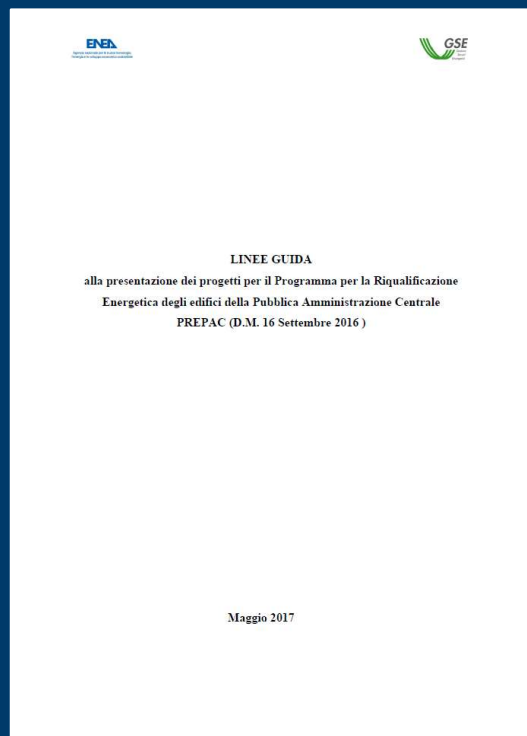 ENEA
GSE
LINEE GUIDA
alla presentazione dei progetti per il Programma per la Riqualificazione
Energetica degli edifici della Pubblica Amministrazione Centrale
PREPAC (D.M. 16 Settembre 2016 )
Maggio 2017